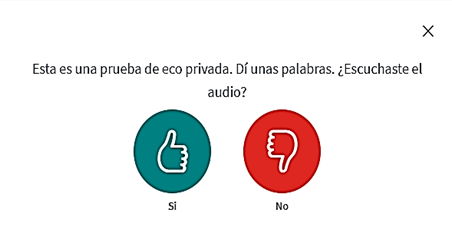 Esta es una prueba de eco privada. Dí unas palabras. ¿Escuchaste el
audio?
Si
No